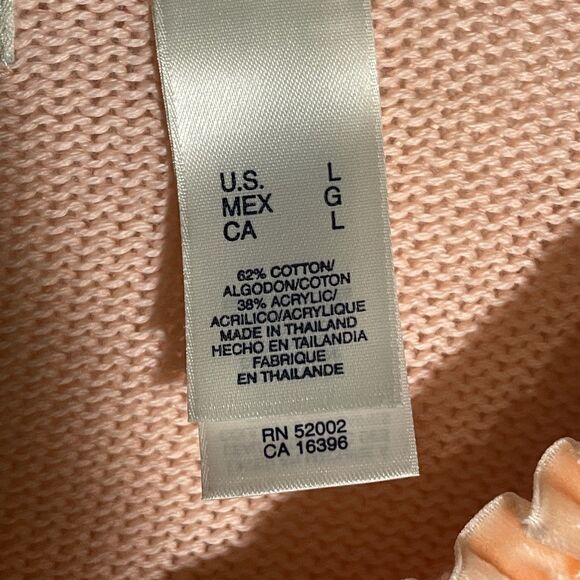 U.S. L
MEX G
CA L
62% COTTON/
ALGODON/COTON
38% ACRYLIC/
ACRILICO/ACRYLIQUE
MADE IN THAILAND
HECHO EN TAILANDIA
FABRIQUE
EN THAILANDE
RN 52002
CA 16396